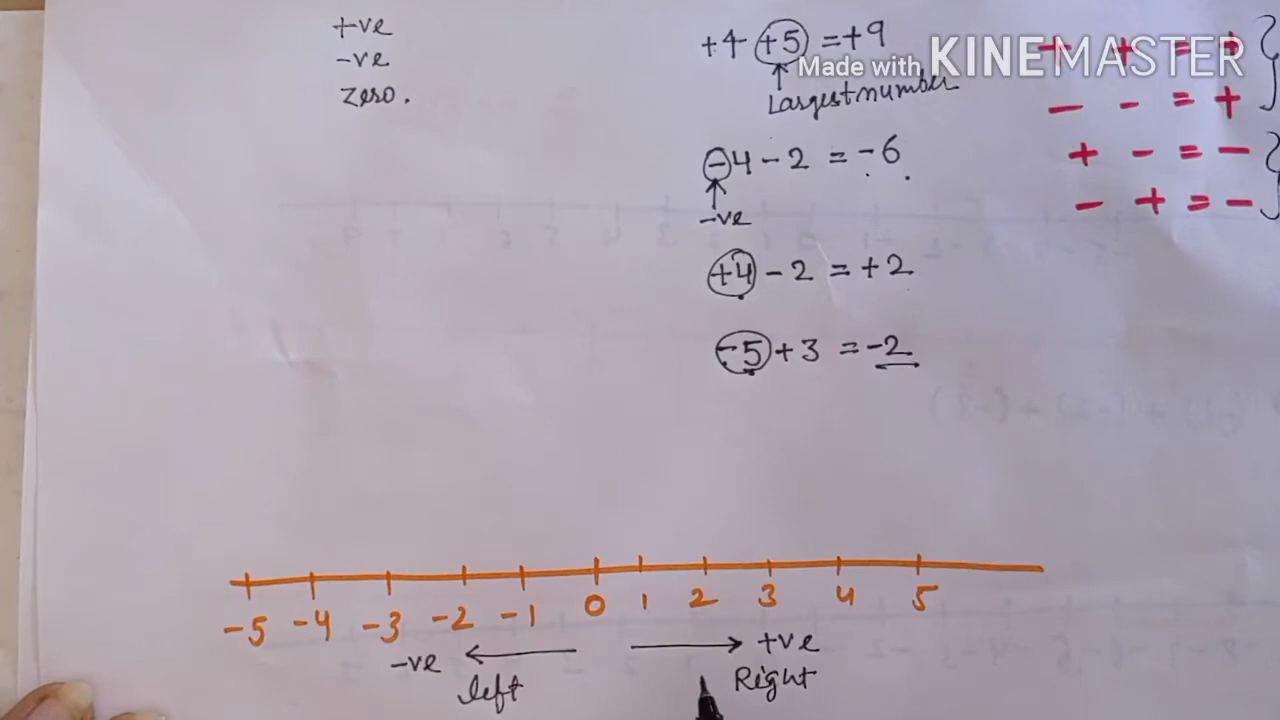 +ve
-ve
zero.
+4 +5 = +9
Largest number
-4 - 2 = -6
-ve
+4 - 2 = +2
-5 + 3 = -2
Made with KINEMASTER
+ + = +
- - = +
+ - = -
- + = -
-5 -4 -3 -2 -1 0 1 2 3 4 5
-ve ← → +ve
left Right